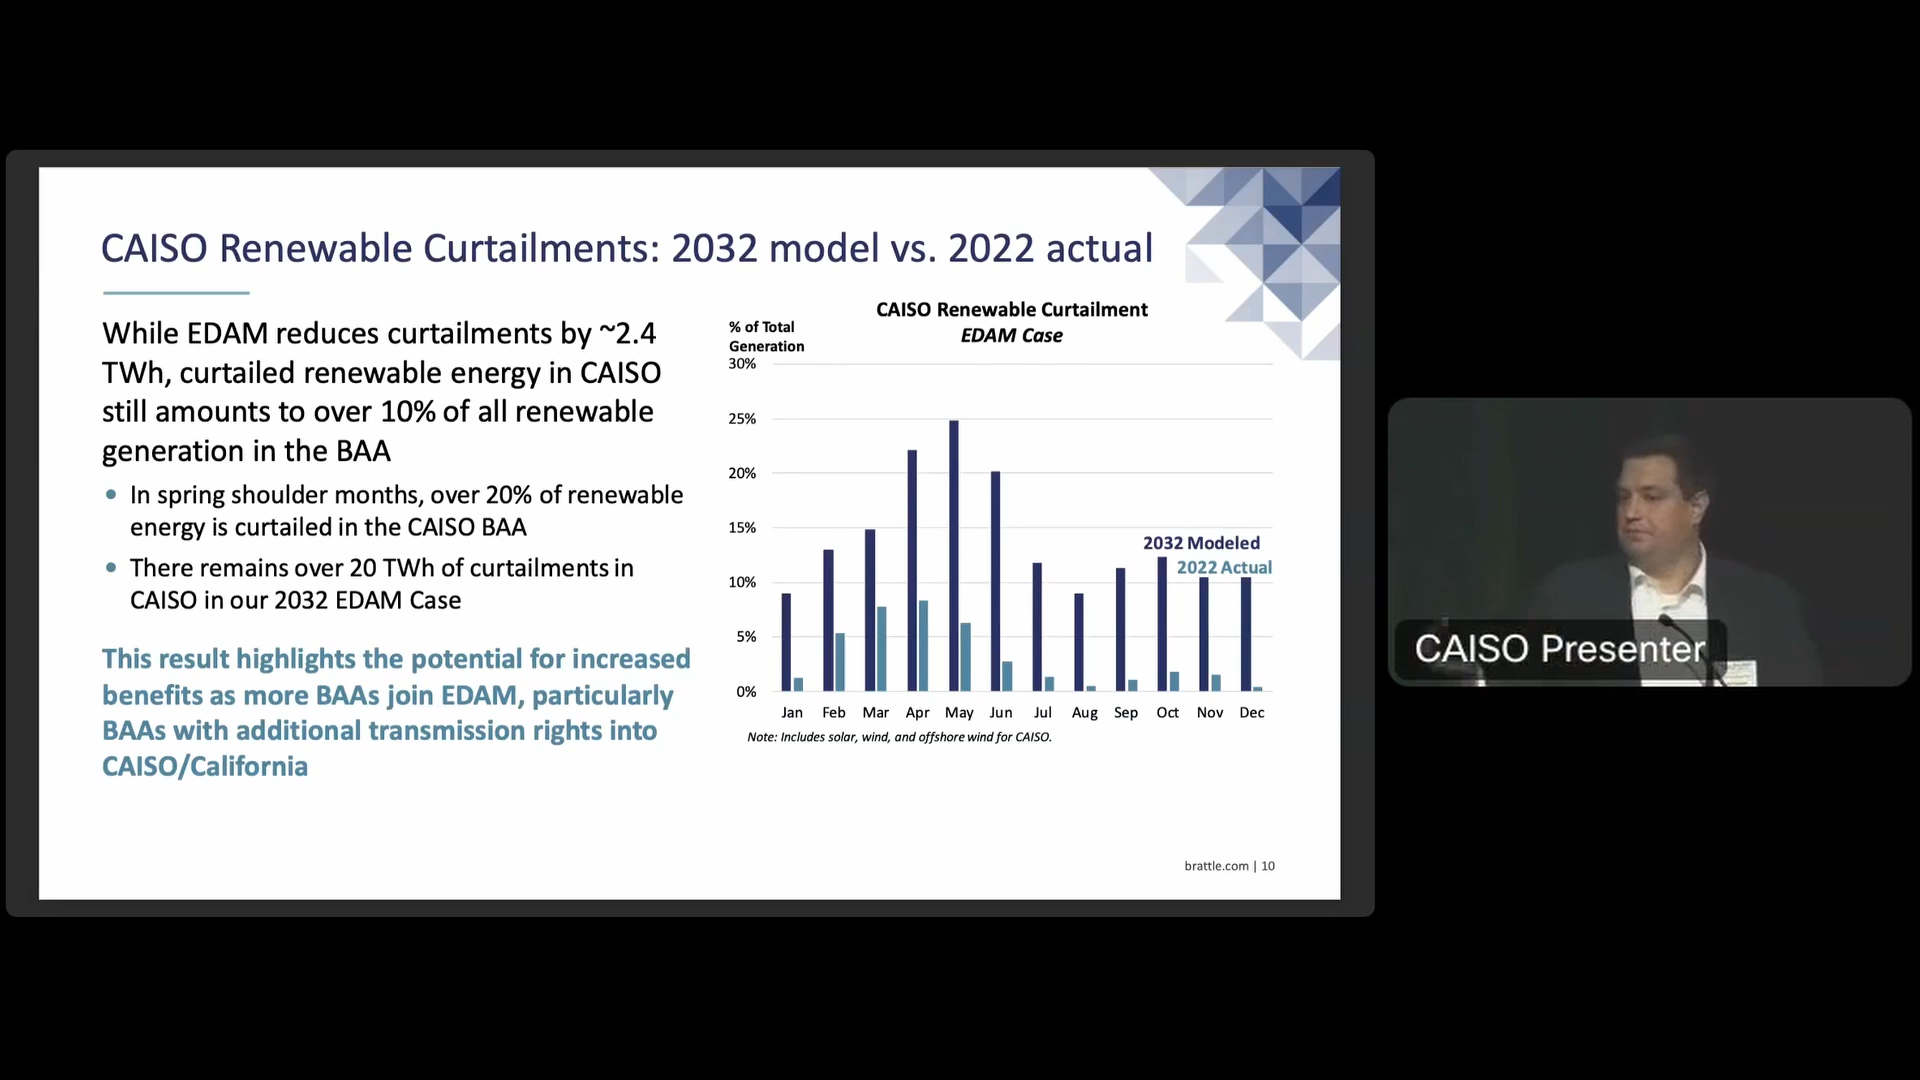 CAISO Renewable Curtailments: 2032 model vs. 2022 actual
While EDAM reduces curtailments by ~2.4
TWh, curtailed renewable energy in CAISO
still amounts to over 10% of all renewable
generation in the BAA
• In spring shoulder months, over 20% of renewable
energy is curtailed in the CAISO BAA
• There remains over 20 TWh of curtailments in
CAISO in our 2032 EDAM Case
This result highlights the potential for increased
benefits as more BAAs join EDAM, particularly
BAAs with additional transmission rights into
CAISO/California
CAISO Renewable Curtailment
EDAM Case
% of Total
Generation
30%
25%
20%
15%
10%
5%
0%
2032 Modeled
2022 Actual
Jan Feb Mar Apr May Jun Jul Aug Sep Oct Nov Dec
Note: Includes solar, wind, and offshore wind for CAISO.
brattle.com | 10
CAISO Presenter